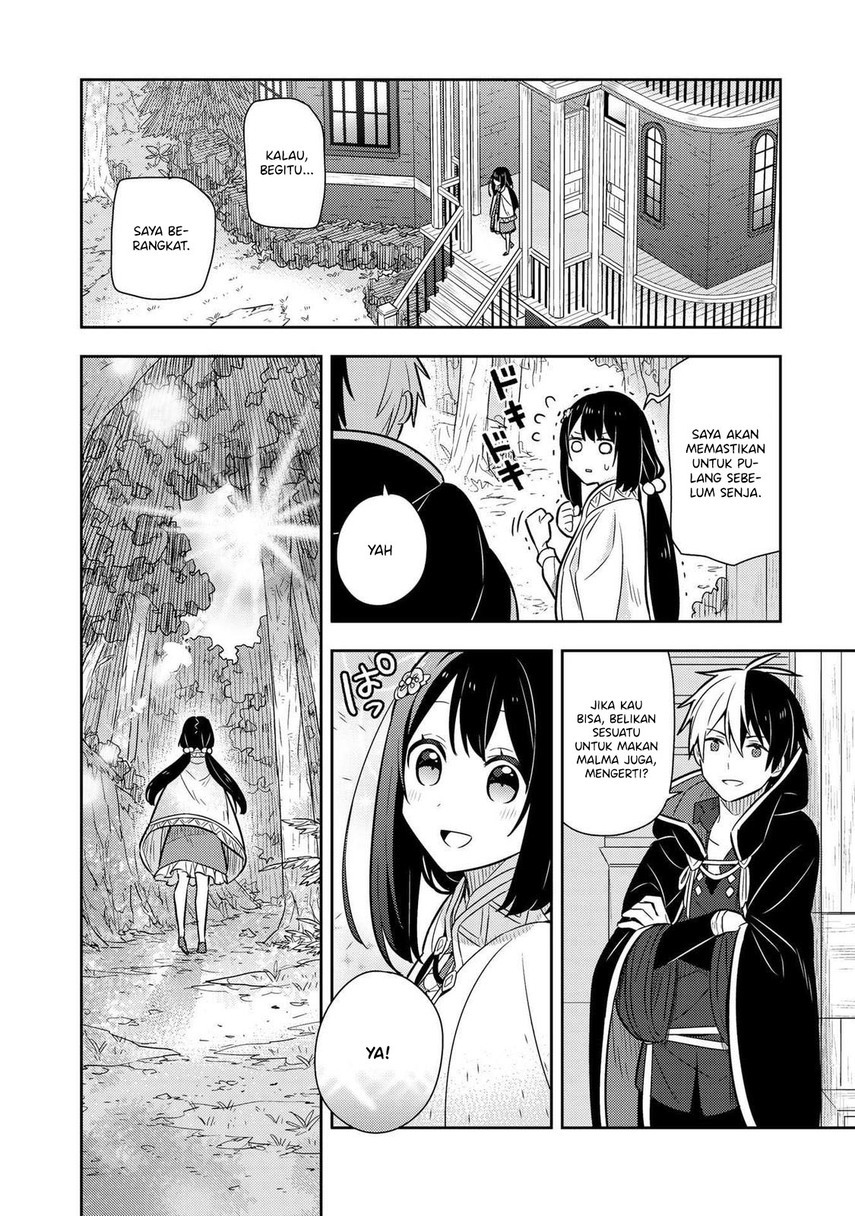 KALAU,
BEGITU...
SAYA BE-
RANGKAT.
SAYA AKAN
MEMASTIKAN
UNTUK PU-
LANG SEBE-
LUM SENJA.
ドキ
ドキ
YAH
JIKA KAU
BISA, BELIKAN
SESUATU
UNTUK MAKAN
MALMA JUGA,
MENGERTI?
ぱっ
YA!